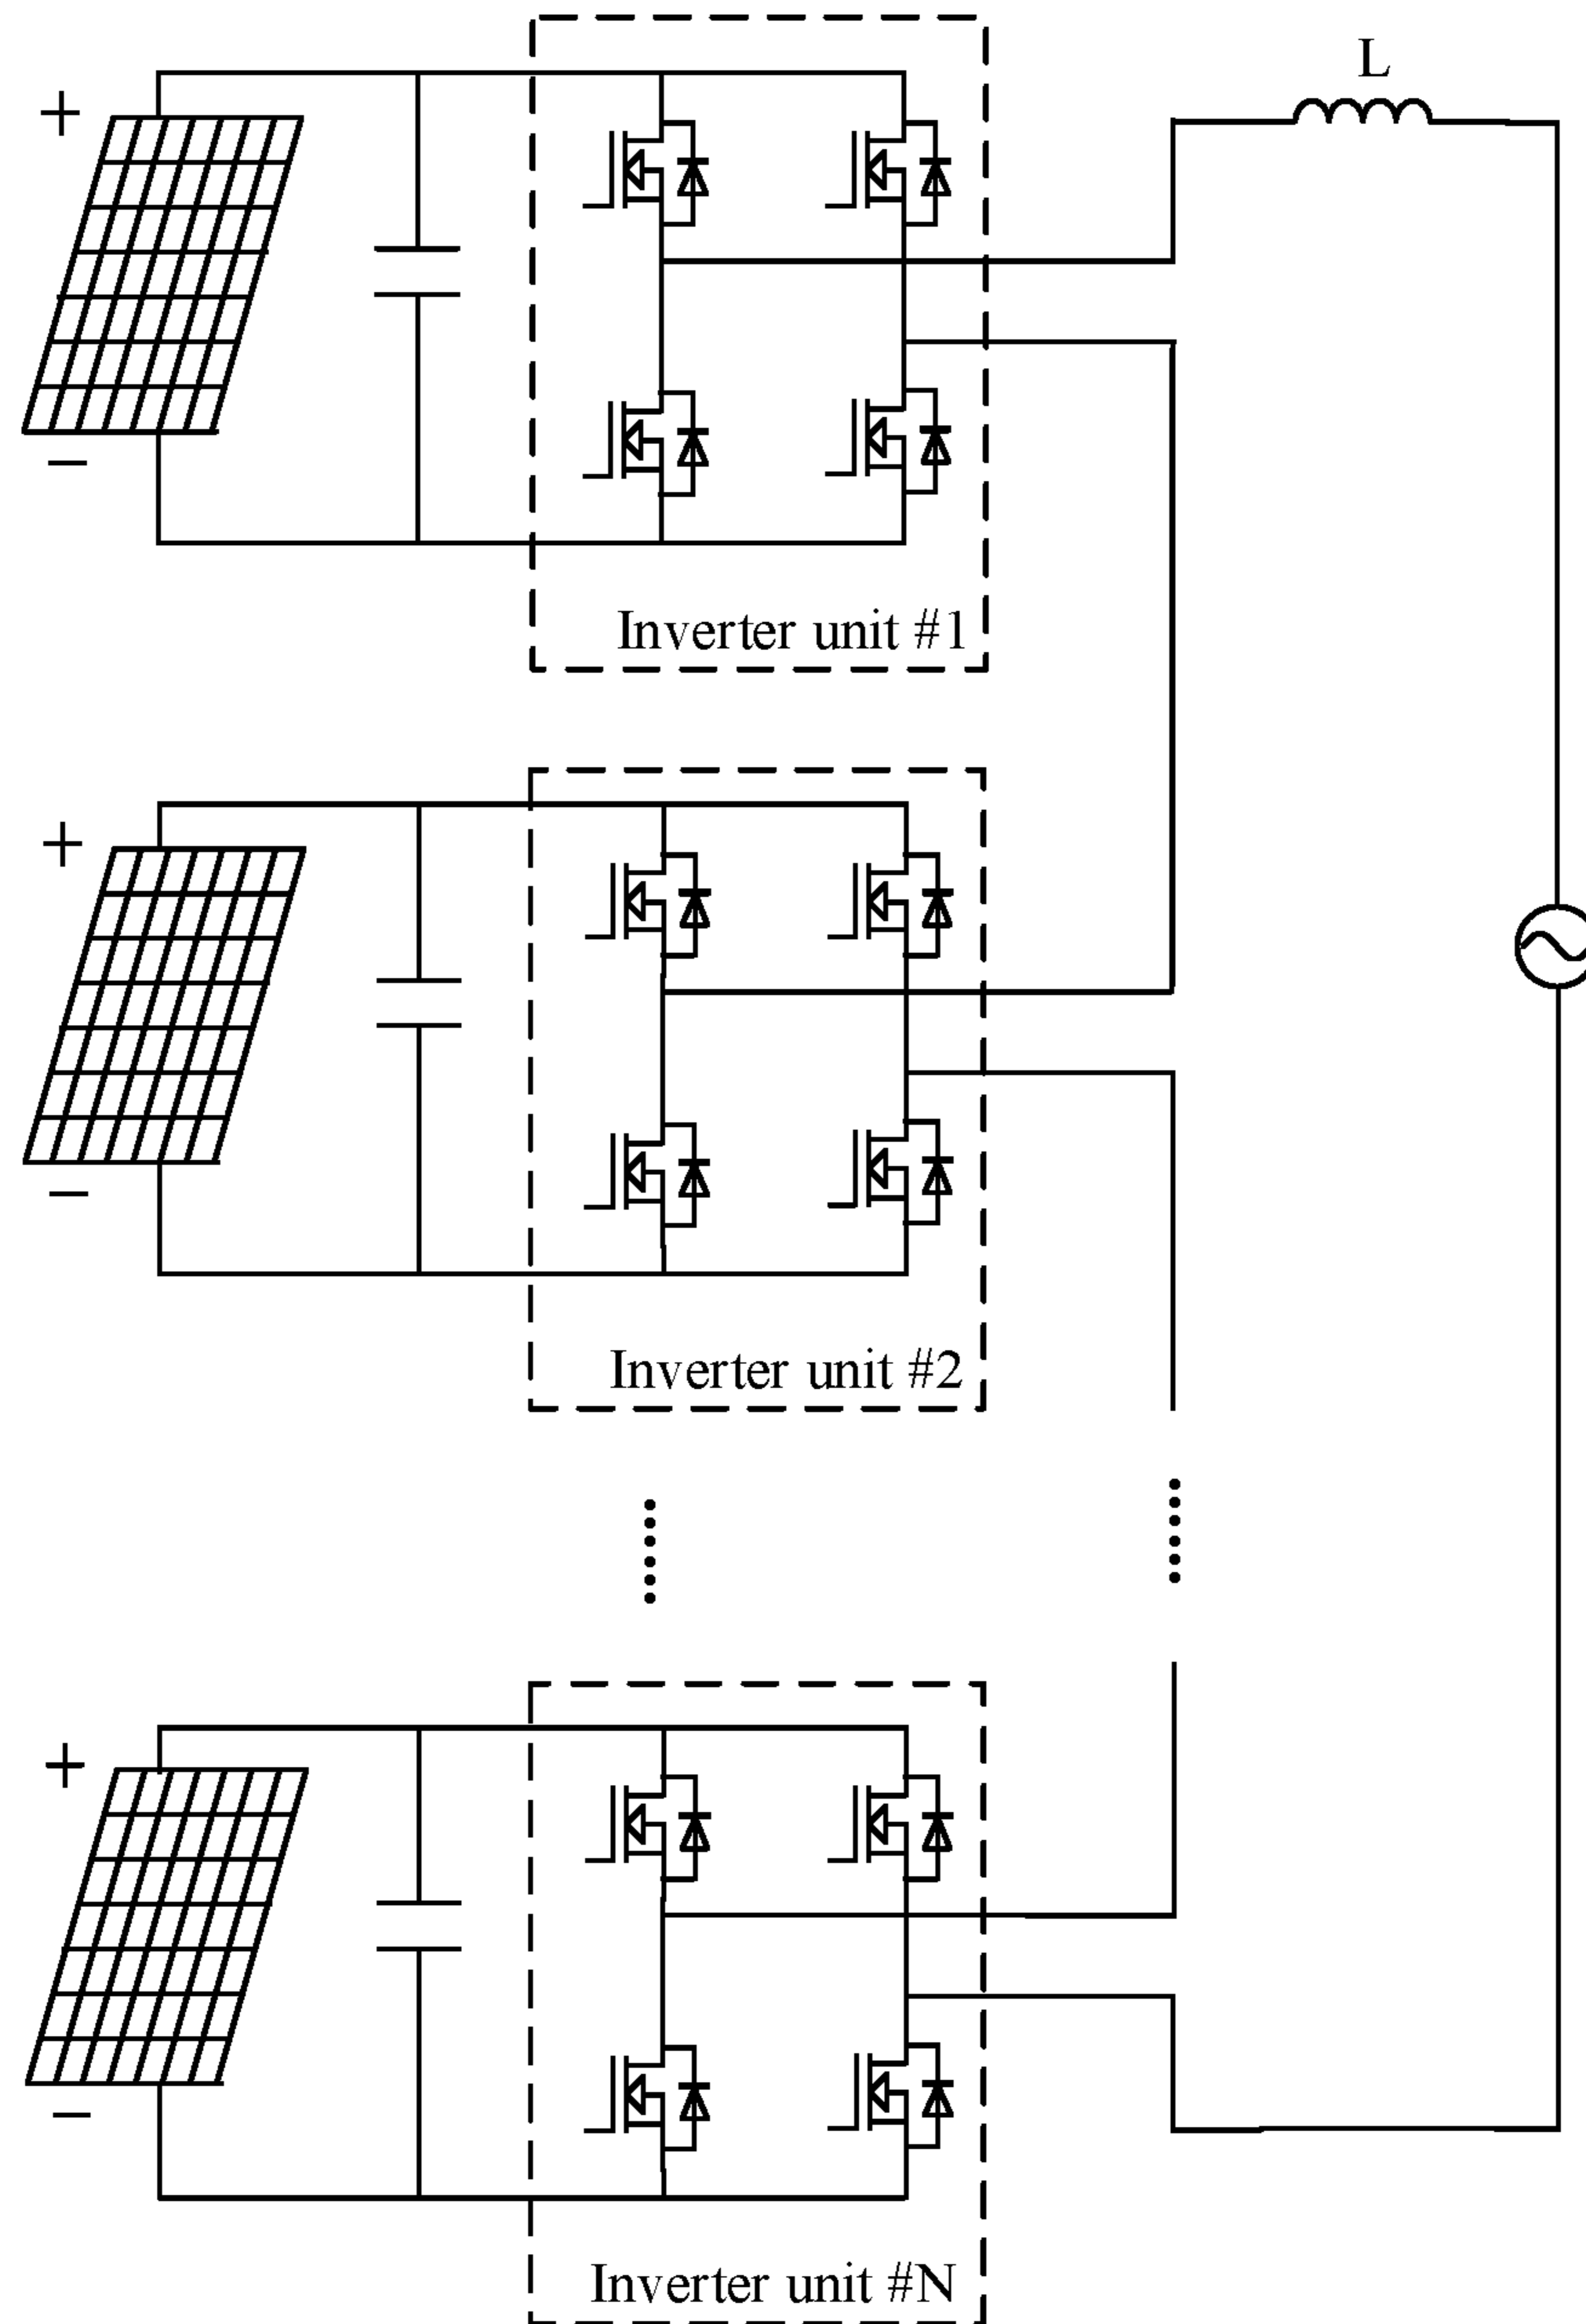 L
+
−
Inverter unit #1
+
−
Inverter unit #2
+
−
Inverter unit #N